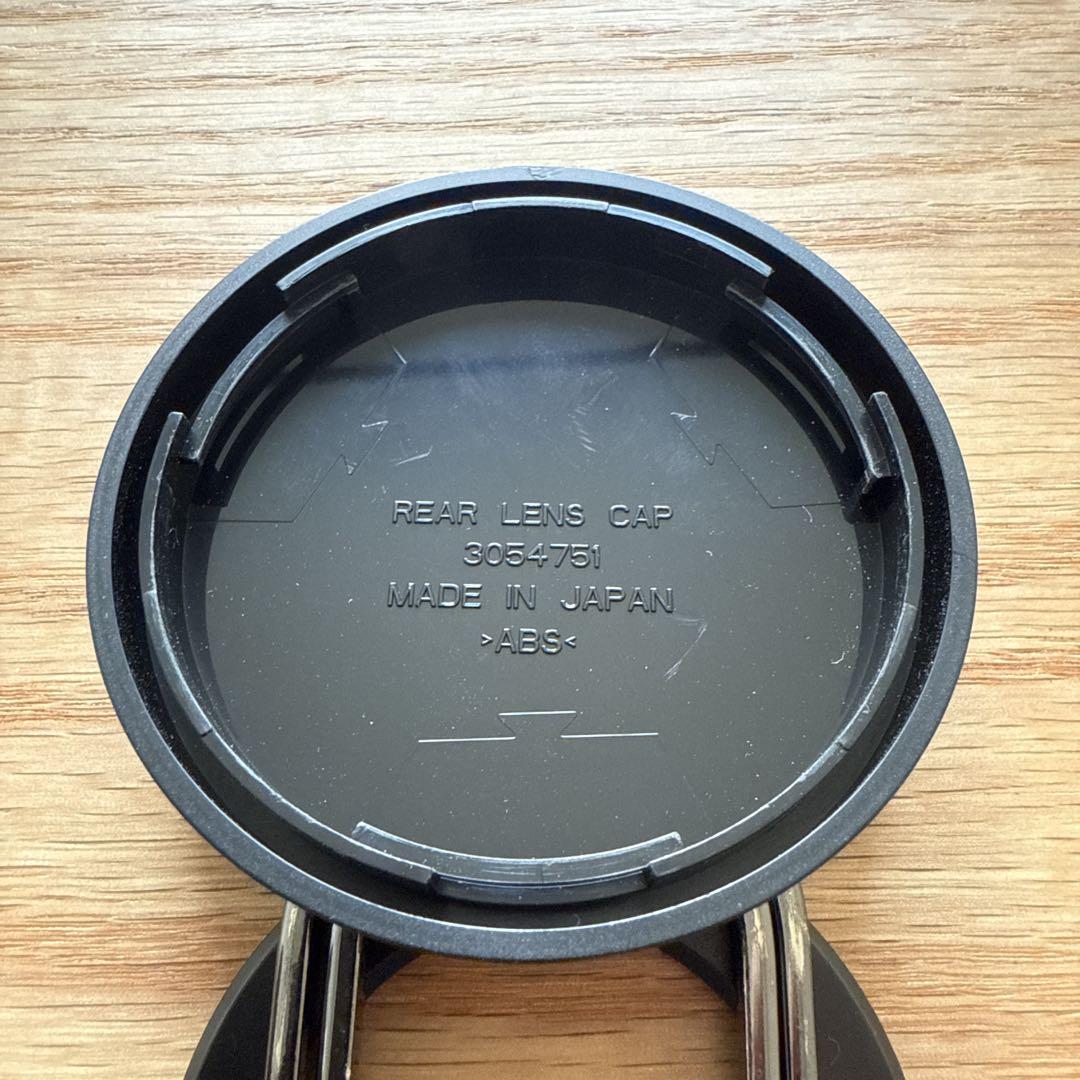 REAR LENS CAP
3054751
MADE IN JAPAN
>ABS<